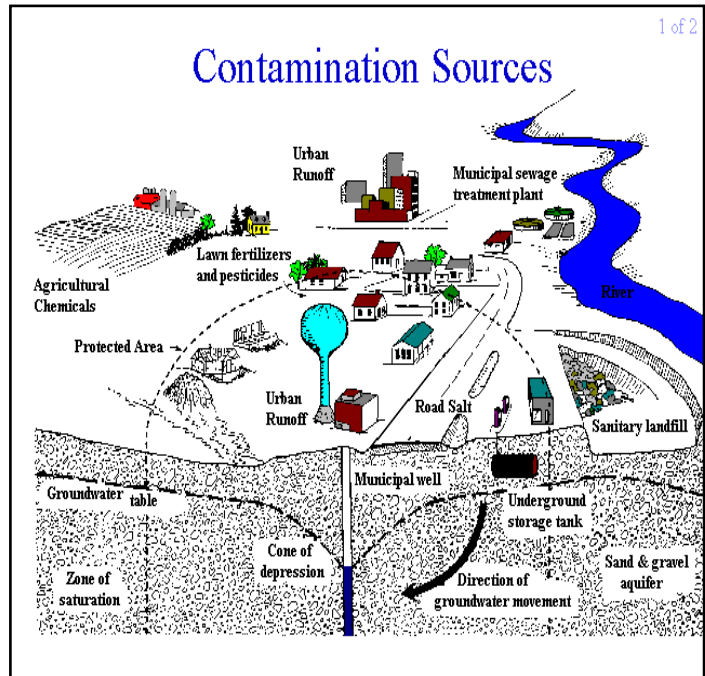 1 of 2
Contamination Sources
Urban
Runoff
Municipal sewage
treatment plant
Lawn fertilizers
and pesticides
Agricultural
Chemicals
River
Protected Area
Urban
Runoff
Road Salt
Sanitary landfill
Municipal well
Groundwater table
Underground
storage tank
Cone of
depression
Zone of
saturation
Direction of
groundwater movement
Sand & gravel
aquifer